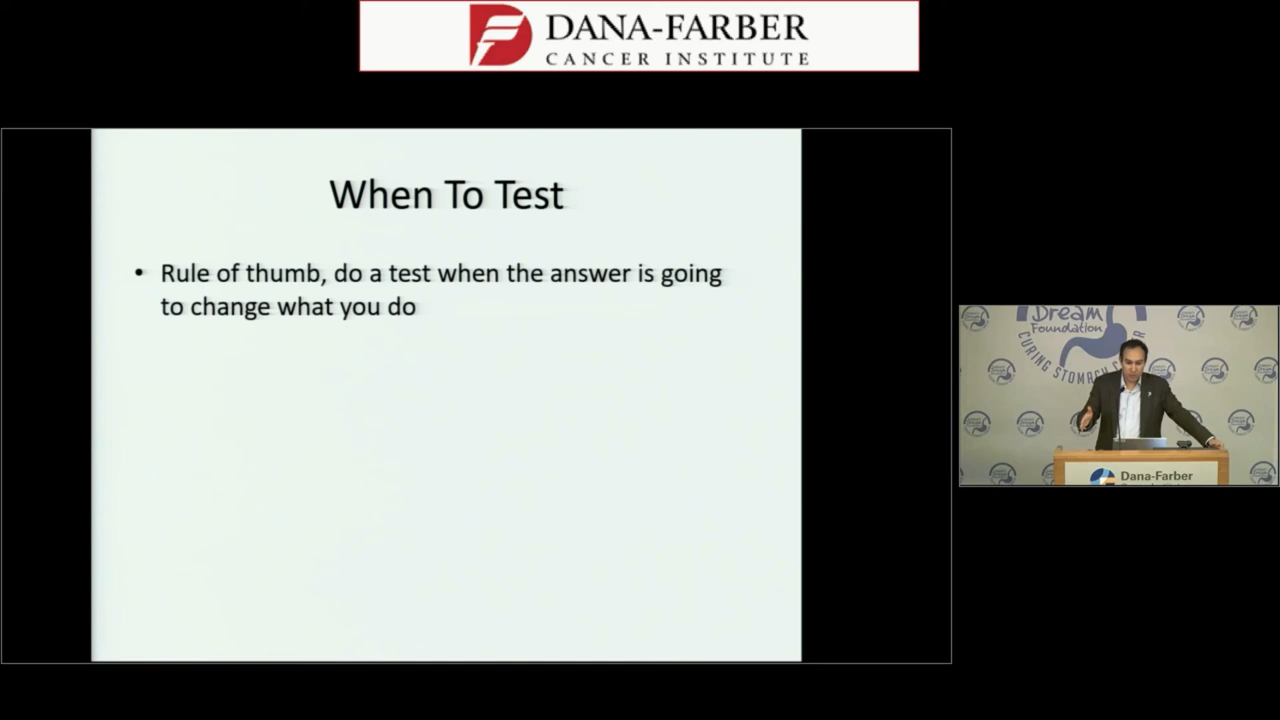 DANA-FARBER
CANCER INSTITUTE
When To Test
• Rule of thumb, do a test when the answer is going
to change what you do
Dream
Foundation
CURING STOMACH
Dana-Farber